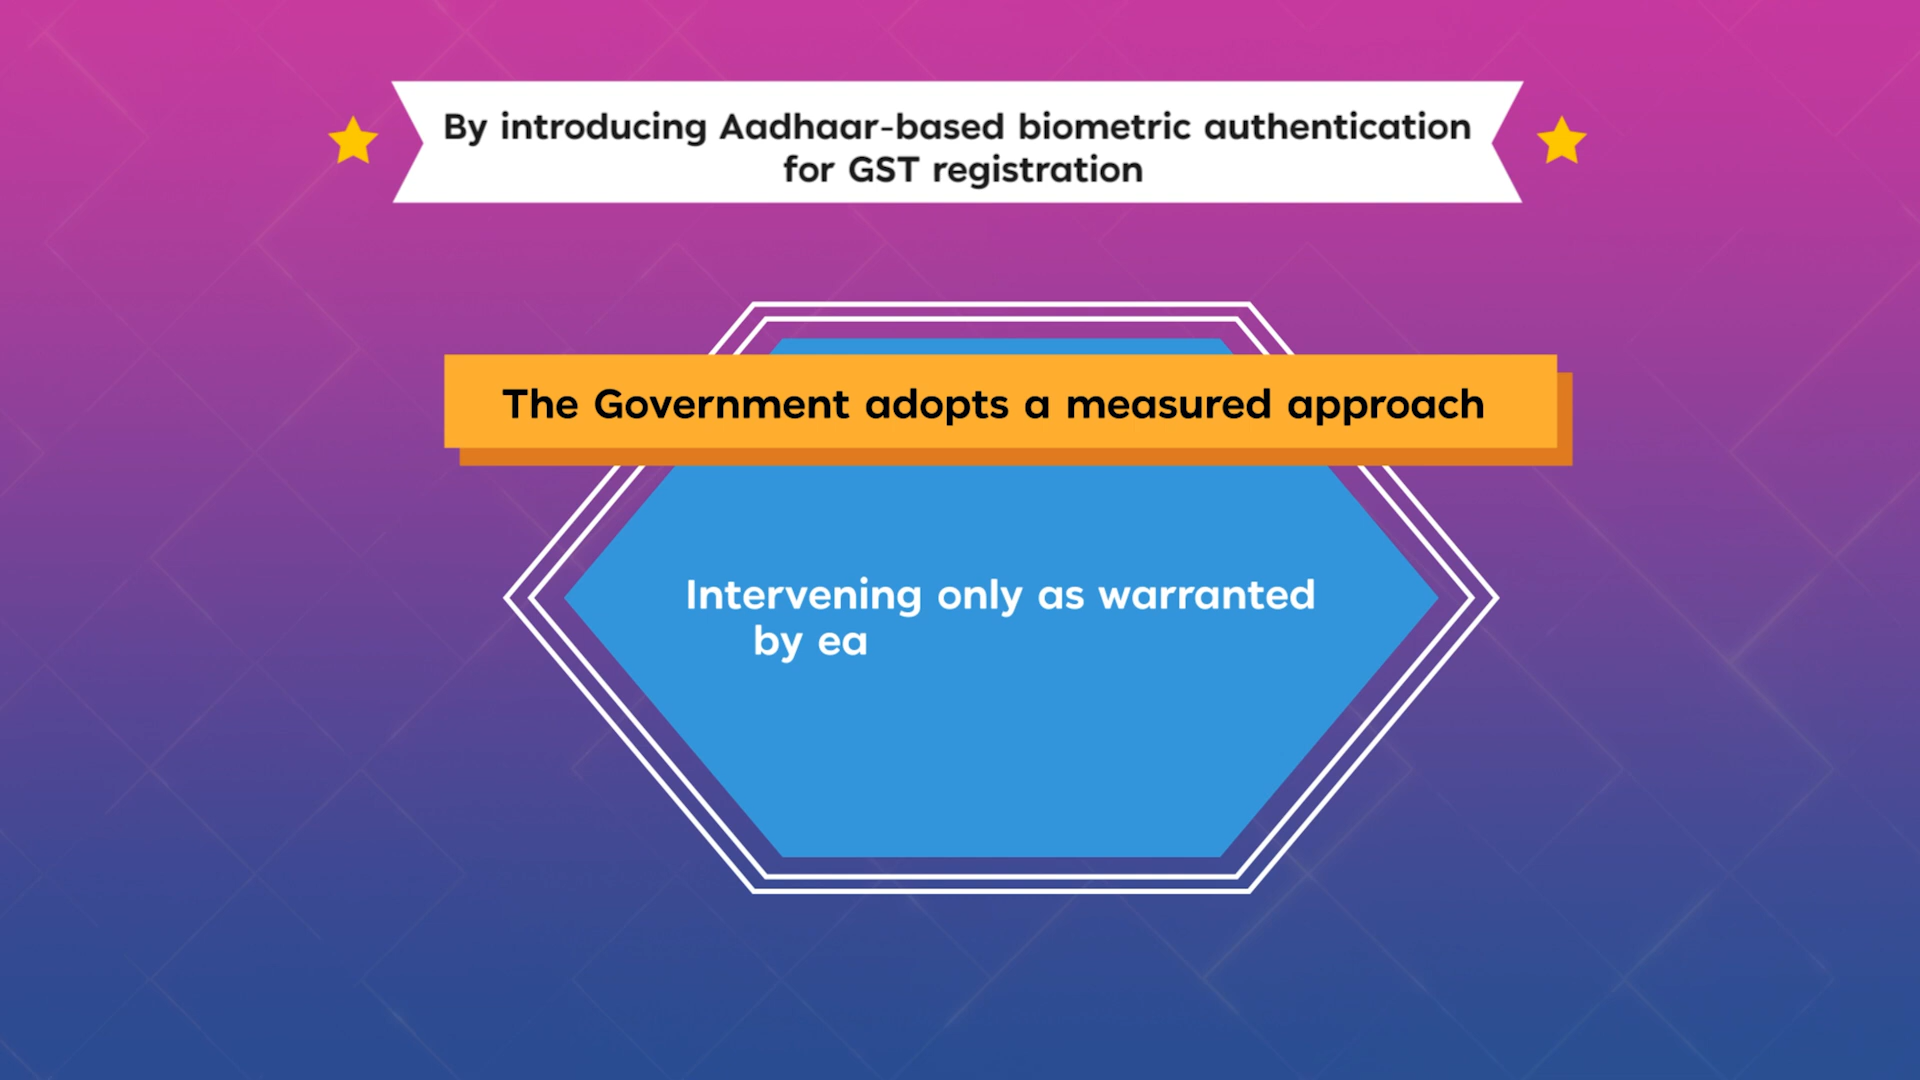 By introducing Aadhaar-based biometric authentication
for GST registration
The Government adopts a measured approach
Intervening only as warranted
by ea